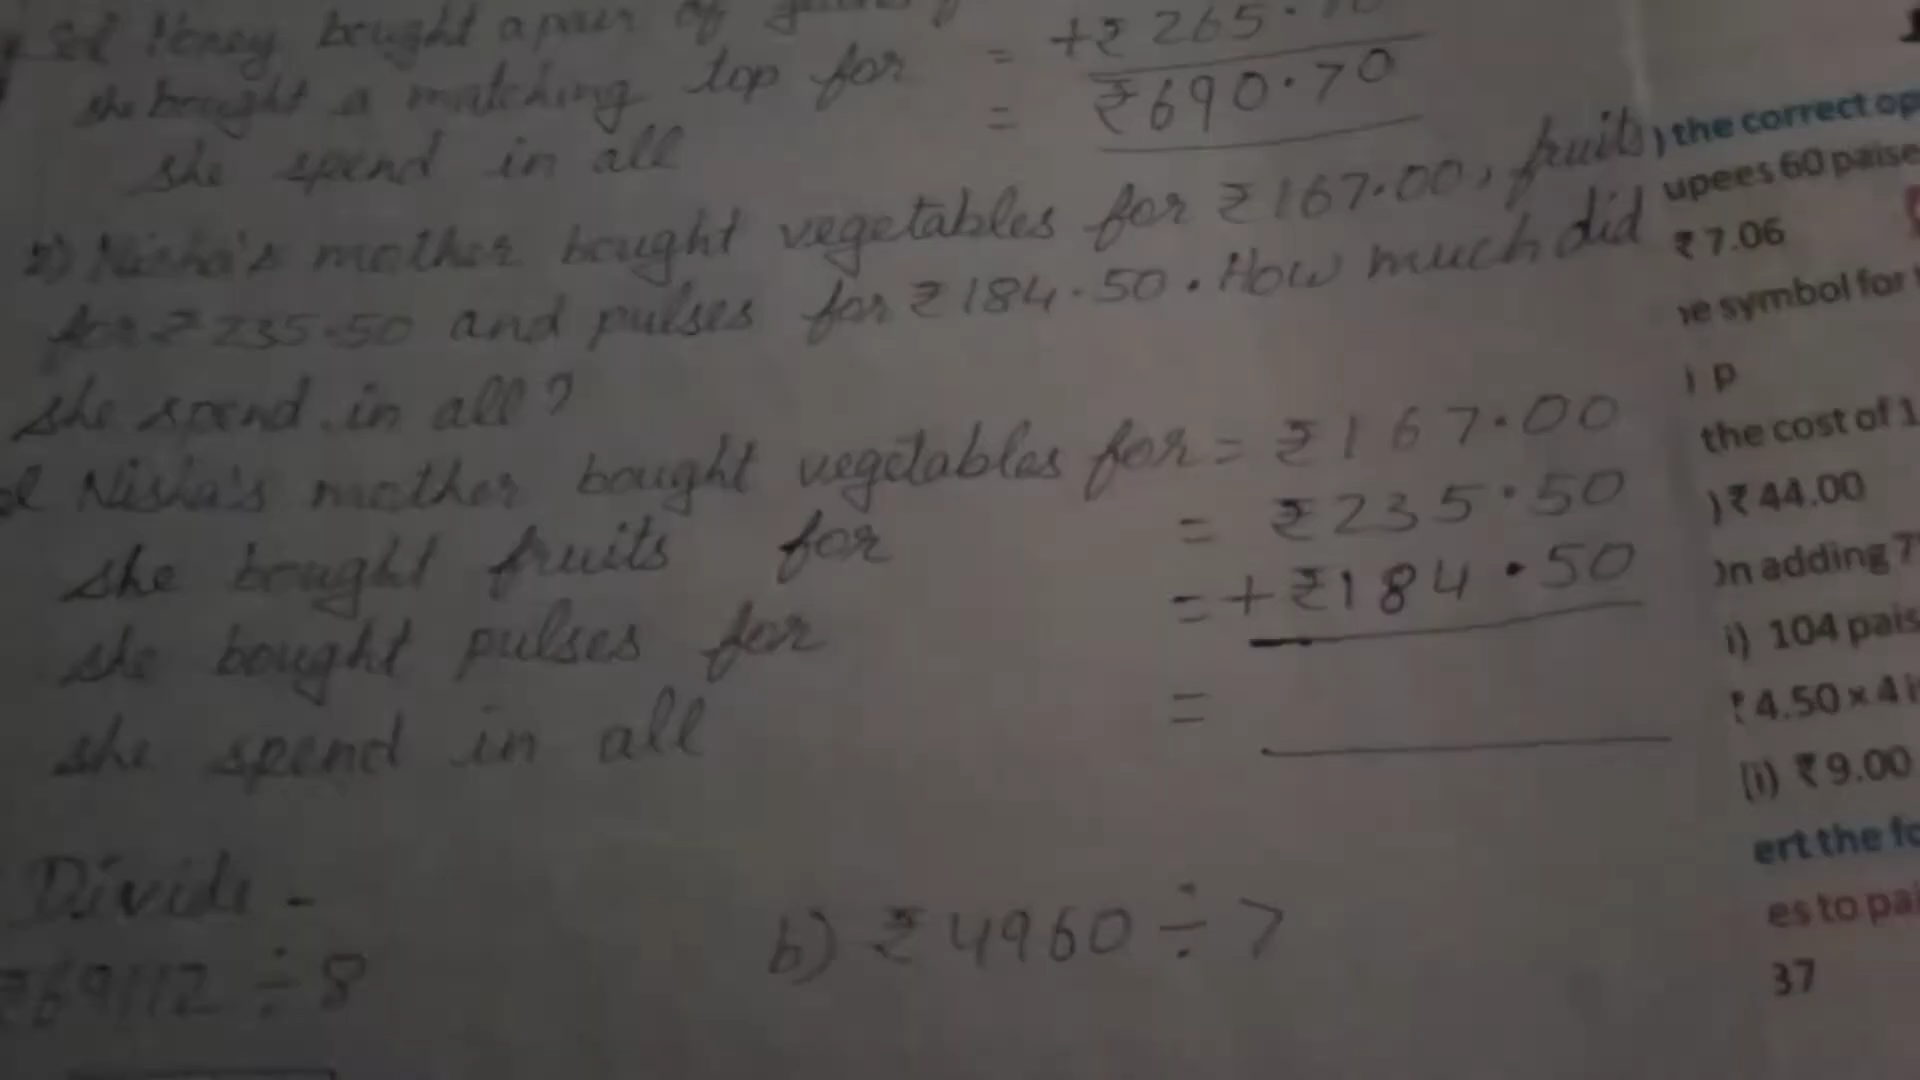 Sol Honey bought a pair of
+₹265.
she bought a matching top for =
₹690.70
she spend in all =
2) Nisha's mother bought vegetables for ₹167.00, fruits
for ₹235.50 and pulses for ₹184.50. How much did
she spend in all?
Nisha's mother bought vegetables for = ₹167.00
she bought fruits for = ₹235.50
she bought pulses for = +₹184.50
she spend in all =
Divide -
₹69112 ÷ 8
b) ₹4960 ÷ 7
) the correct op
upees 60 paise
₹7.06
e symbol for
p
the cost of 1
) ₹44.00
n adding 7
i) 104 pais
₹4.50 × 4 i
(i) ₹9.00
ert the fo
es to pai
37